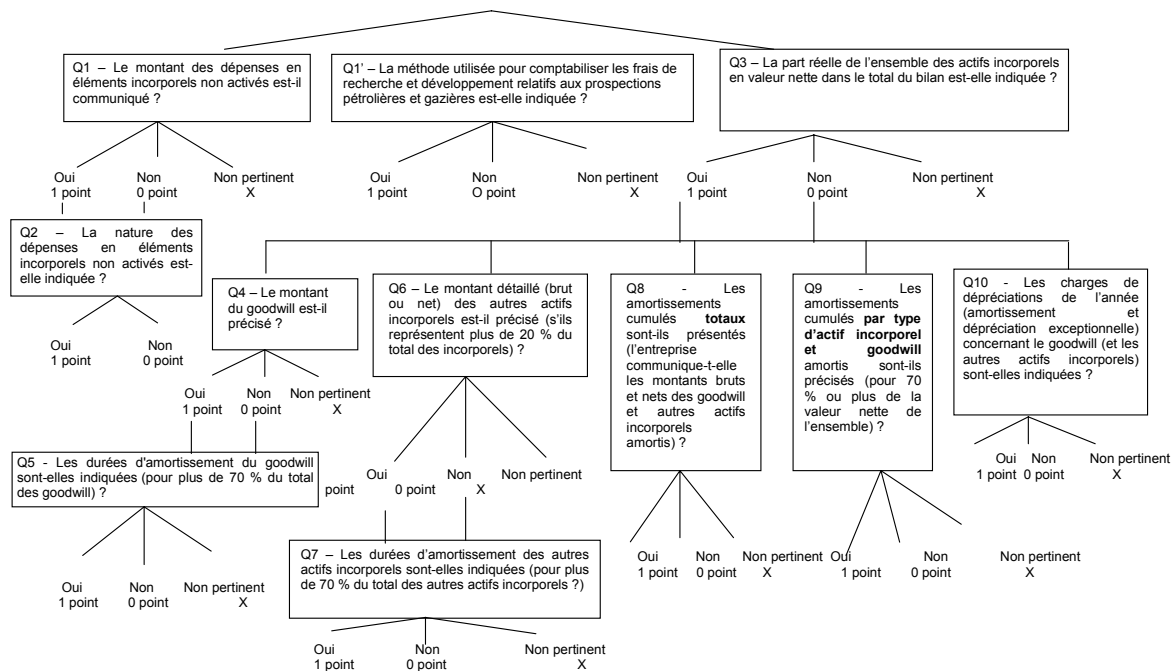 Q1 – Le montant des dépenses en
éléments incorporels non activés est-il
communiqué ?
Q1' – La méthode utilisée pour comptabiliser les frais de
recherche et développement relatifs aux prospections
pétrolières et gazières est-elle indiquée ?
Q3 – La part réelle de l'ensemble des actifs incorporels
en valeur nette dans le total du bilan est-elle indiquée ?
Oui Non Non pertinent
1 point 0 point X
Oui Non Non pertinent
1 point O point X
Oui Non Non pertinent
1 point 0 point X
Q2 – La nature des
dépenses en éléments
incorporels non activés est-
elle indiquée ?
Oui Non
1 point 0 point
Q4 – Le montant
du goodwill est-il
précisé ?
Oui Non Non pertinent
1 point 0 point X
Q6 – Le montant détaillé (brut
ou net) des autres actifs
incorporels est-il précisé (s'ils
représentent plus de 20 % du
total des incorporels) ?
Oui Non Non pertinent
point 0 point X
Q8 - Les
amortissements
cumulés totaux
sont-ils présentés
(l'entreprise
communique-t-elle
les montants bruts
et nets des goodwill
et autres actifs
incorporels
amortis) ?
Q9 - Les
amortissements
cumulés par type
d'actif incorporel
et goodwill
amortis sont-ils
précisés (pour 70
% ou plus de la
valeur nette de
l'ensemble) ?
Q10 - Les charges de
dépréciations de l'année
(amortissement et
dépréciation exceptionnelle)
concernant le goodwill (et les
autres actifs incorporels)
sont-elles indiquées ?
Oui Non Non pertinent
1 point 0 point X
Q5 - Les durées d'amortissement du goodwill
sont-elles indiquées (pour plus de 70 % du total
des goodwill) ?
Oui Non Non pertinent
1 point 0 point X
Q7 – Les durées d'amortissement des autres
actifs incorporels sont-elles indiquées (pour plus
de 70 % du total des autres actifs incorporels ?)
Oui Non Non pertinent
1 point 0 point X
Oui Non Non pertinent
1 point 0 point X
Oui Non Non pertinent
1 point 0 point X